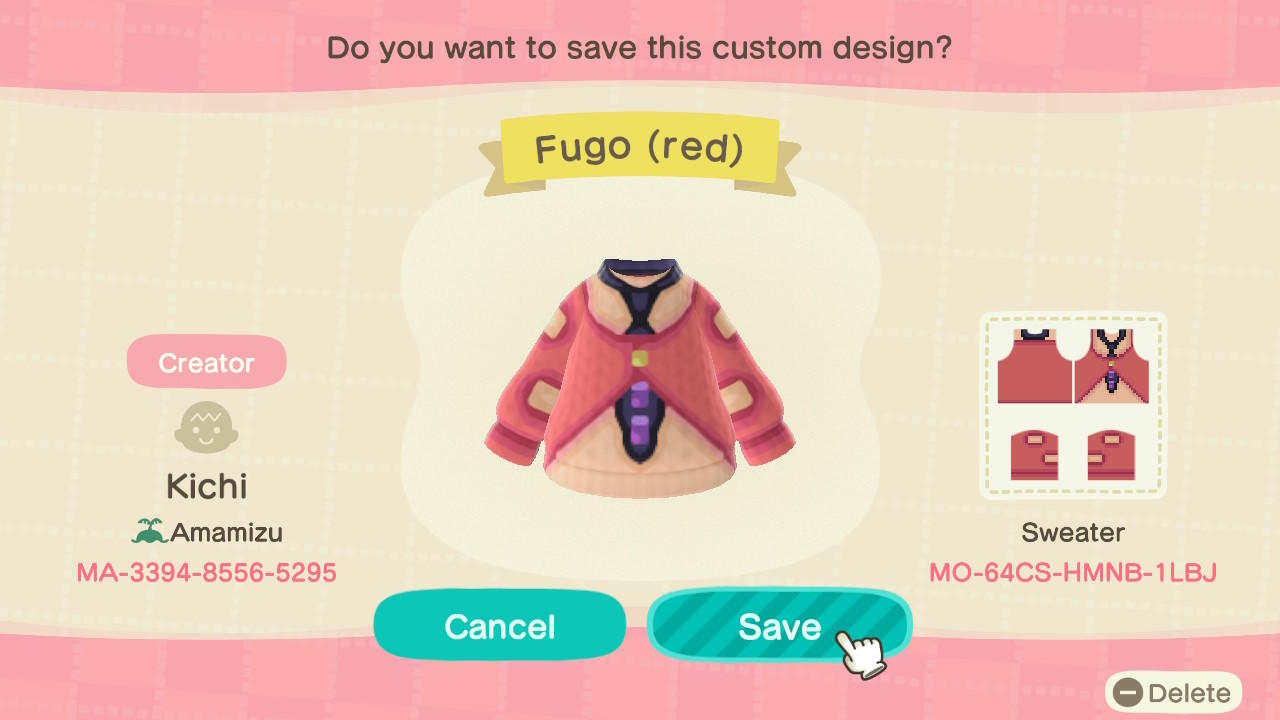 Do you want to save this custom design?
Fugo (red)
Creator
Kichi
Amamizu
MA-3394-8556-5295
Sweater
MO-64CS-HMNB-1LBJ
Cancel
Save
Delete